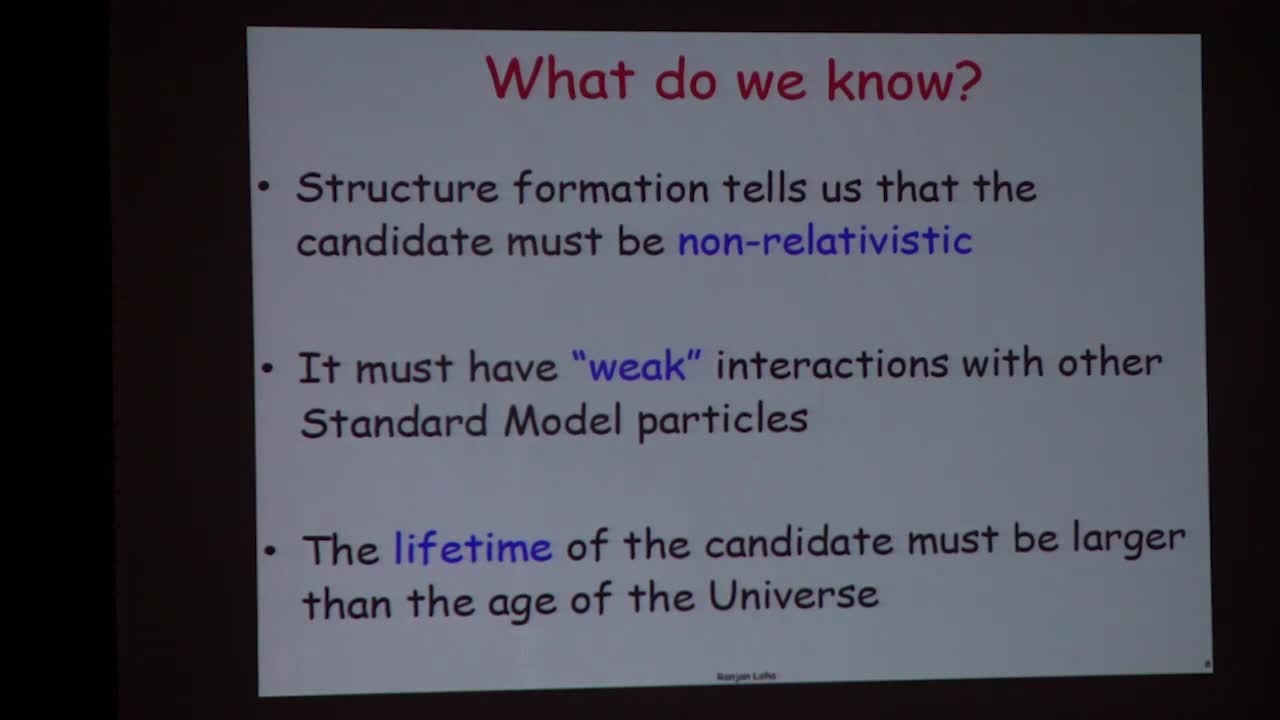 What do we know?
• Structure formation tells us that the
candidate must be non-relativistic
• It must have “weak” interactions with other
Standard Model particles
• The lifetime of the candidate must be larger
than the age of the Universe
Ranjan Laha
8